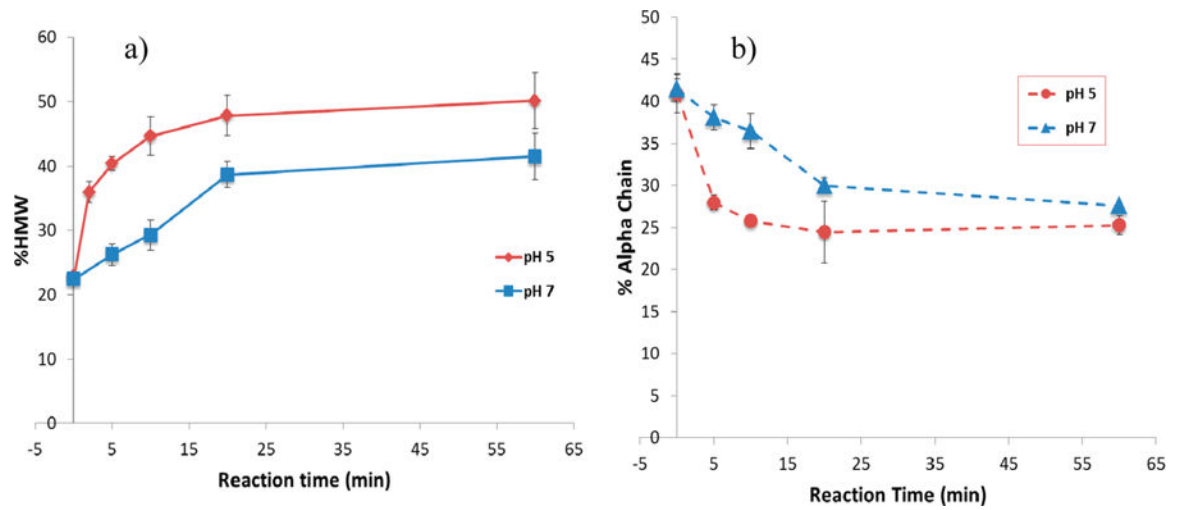 a)
60
50
40
30
20
10
0
%HMW
-5 5 15 25 35 45 55 65
Reaction time (min)
pH 5
pH 7
b)
50
45
40
35
30
25
20
15
10
5
0
% Alpha Chain
-5 5 15 25 35 45 55 65
Reaction Time (min)
pH 5
pH 7